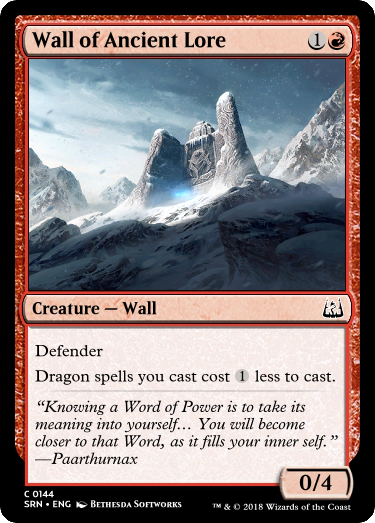 Wall of Ancient Lore 1
Creature — Wall
Defender
Dragon spells you cast cost 1 less to cast.
“Knowing a Word of Power is to take its
meaning into yourself… You will become
closer to that Word, as it fills your inner self.”
—Paarthurnax
0/4
C 0144
SRN • ENG Bethesda Softworks
™ & © 2018 Wizards of the Coast